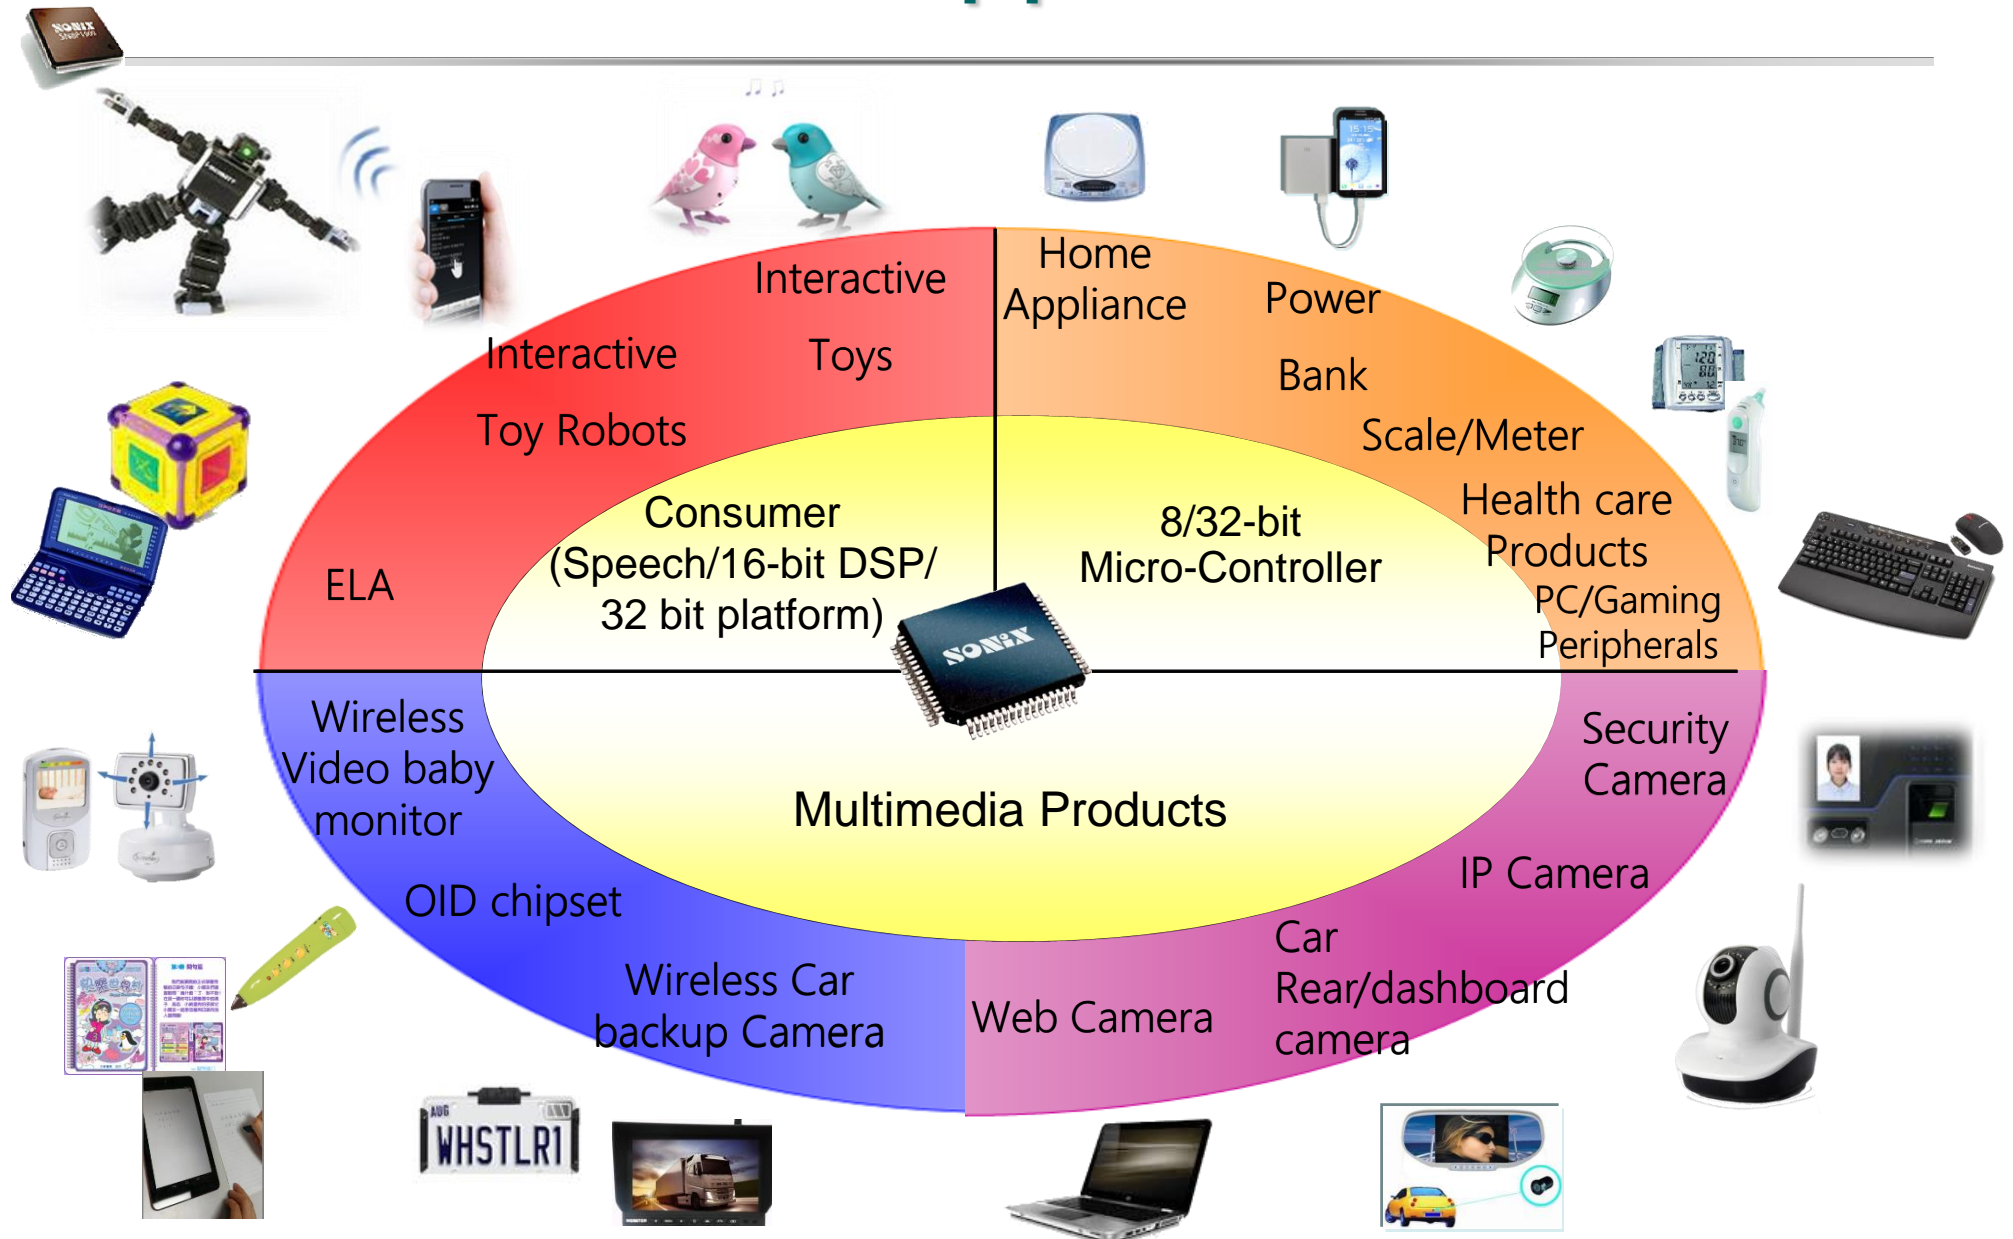 SONIX
Interactive
Toys
Interactive
Toy Robots
ELA
Home
Appliance
Power
Bank
Scale/Meter
Health care
Products
PC/Gaming
Peripherals
Consumer
(Speech/16-bit DSP/
32 bit platform)
8/32-bit
Micro-Controller
SONiX
Multimedia Products
Wireless
Video baby
monitor
OID chipset
Wireless Car
backup Camera
Web Camera
Car
Rear/dashboard
camera
IP Camera
Security
Camera
AUG
WHSTLR1